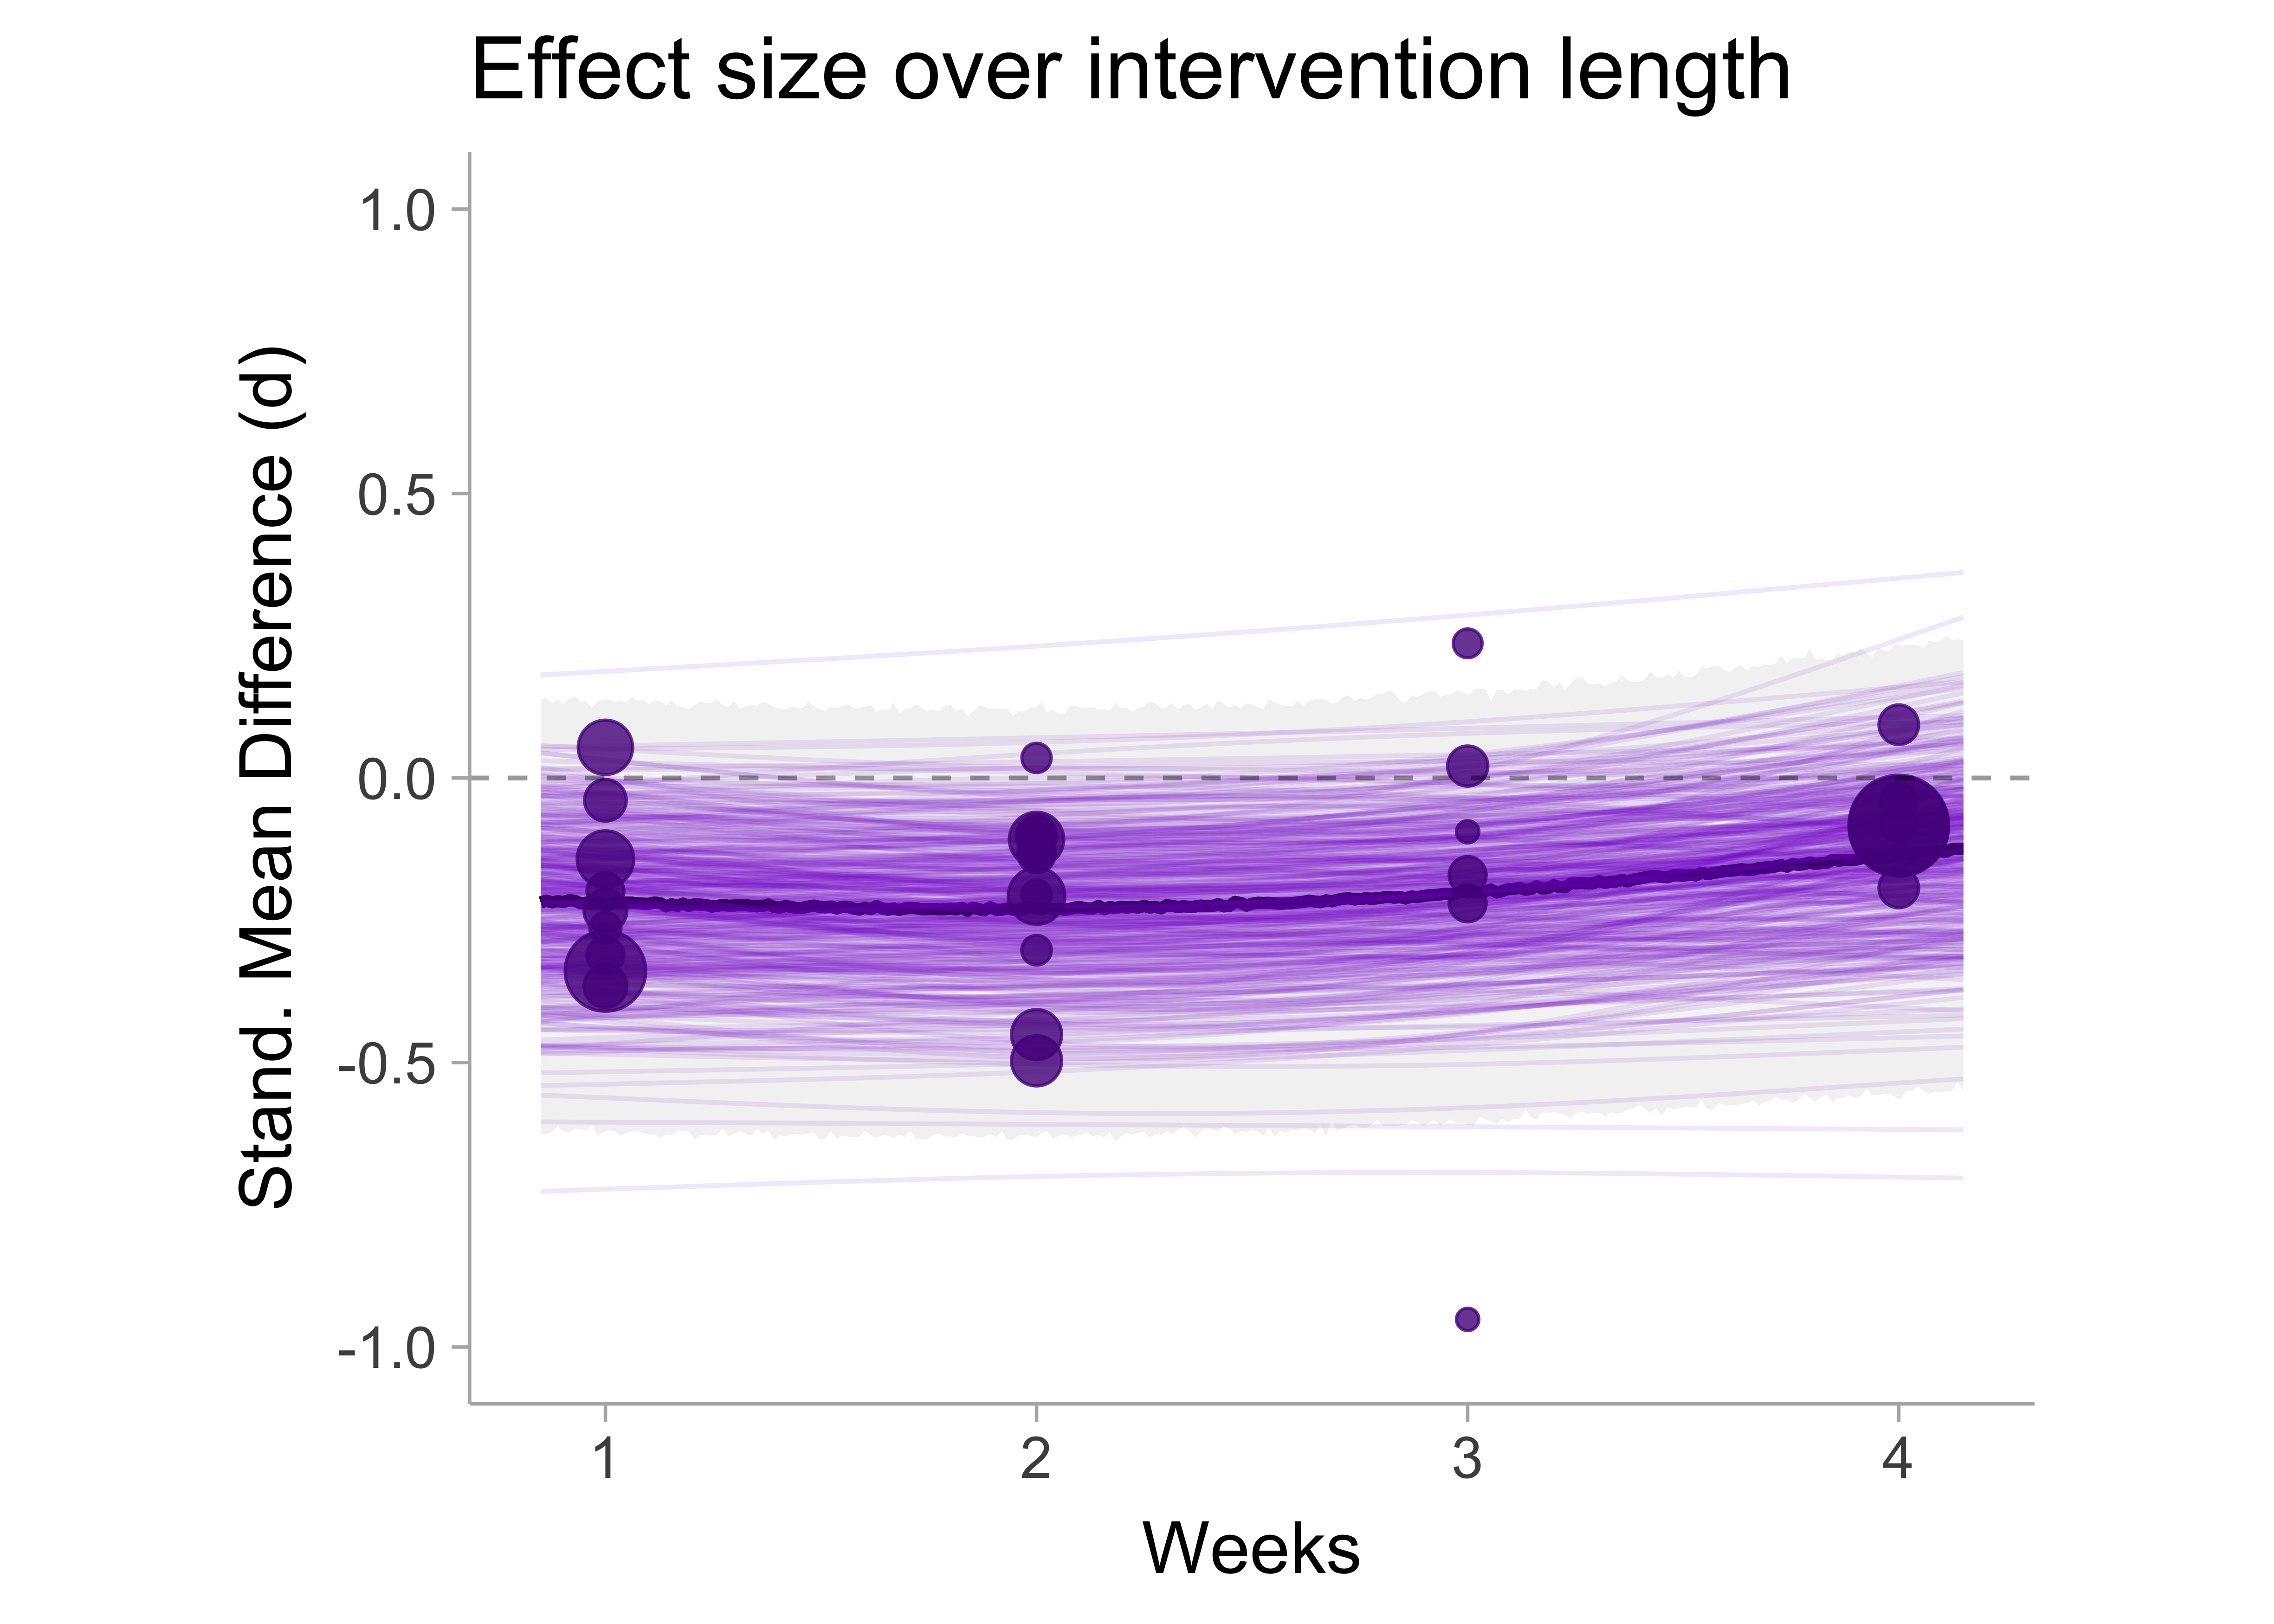 Effect size over intervention length
Stand. Mean Difference (d)
1.0
0.5
0.0
-0.5
-1.0
1 2 3 4
Weeks